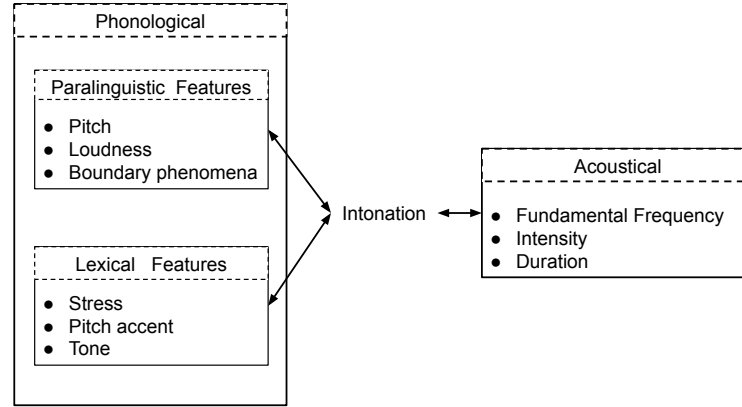 Phonological
Paralinguistic Features
● Pitch
● Loudness
● Boundary phenomena
Lexical Features
● Stress
● Pitch accent
● Tone
Intonation
Acoustical
● Fundamental Frequency
● Intensity
● Duration